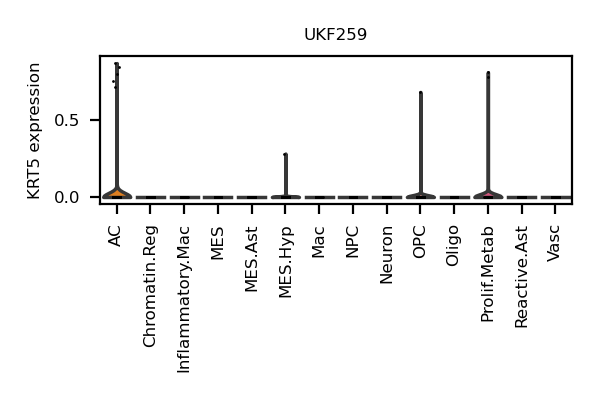 UKF259
KRT5 expression
0.5
0.0
AC
Chromatin.Reg
Inflammatory.Mac
MES
MES.Ast
MES.Hyp
Mac
NPC
Neuron
OPC
Oligo
Prolif.Metab
Reactive.Ast
Vasc